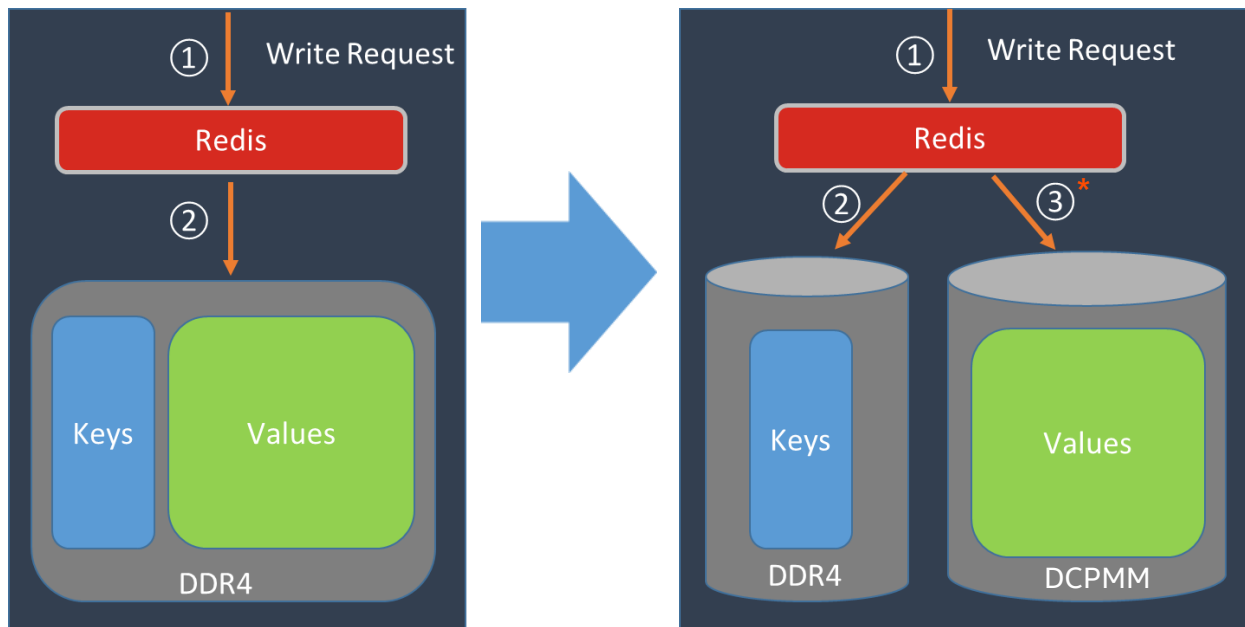 ① Write Request
Redis
②
Keys Values
DDR4
① Write Request
Redis
② ③*
Keys Values
DDR4 DCPMM